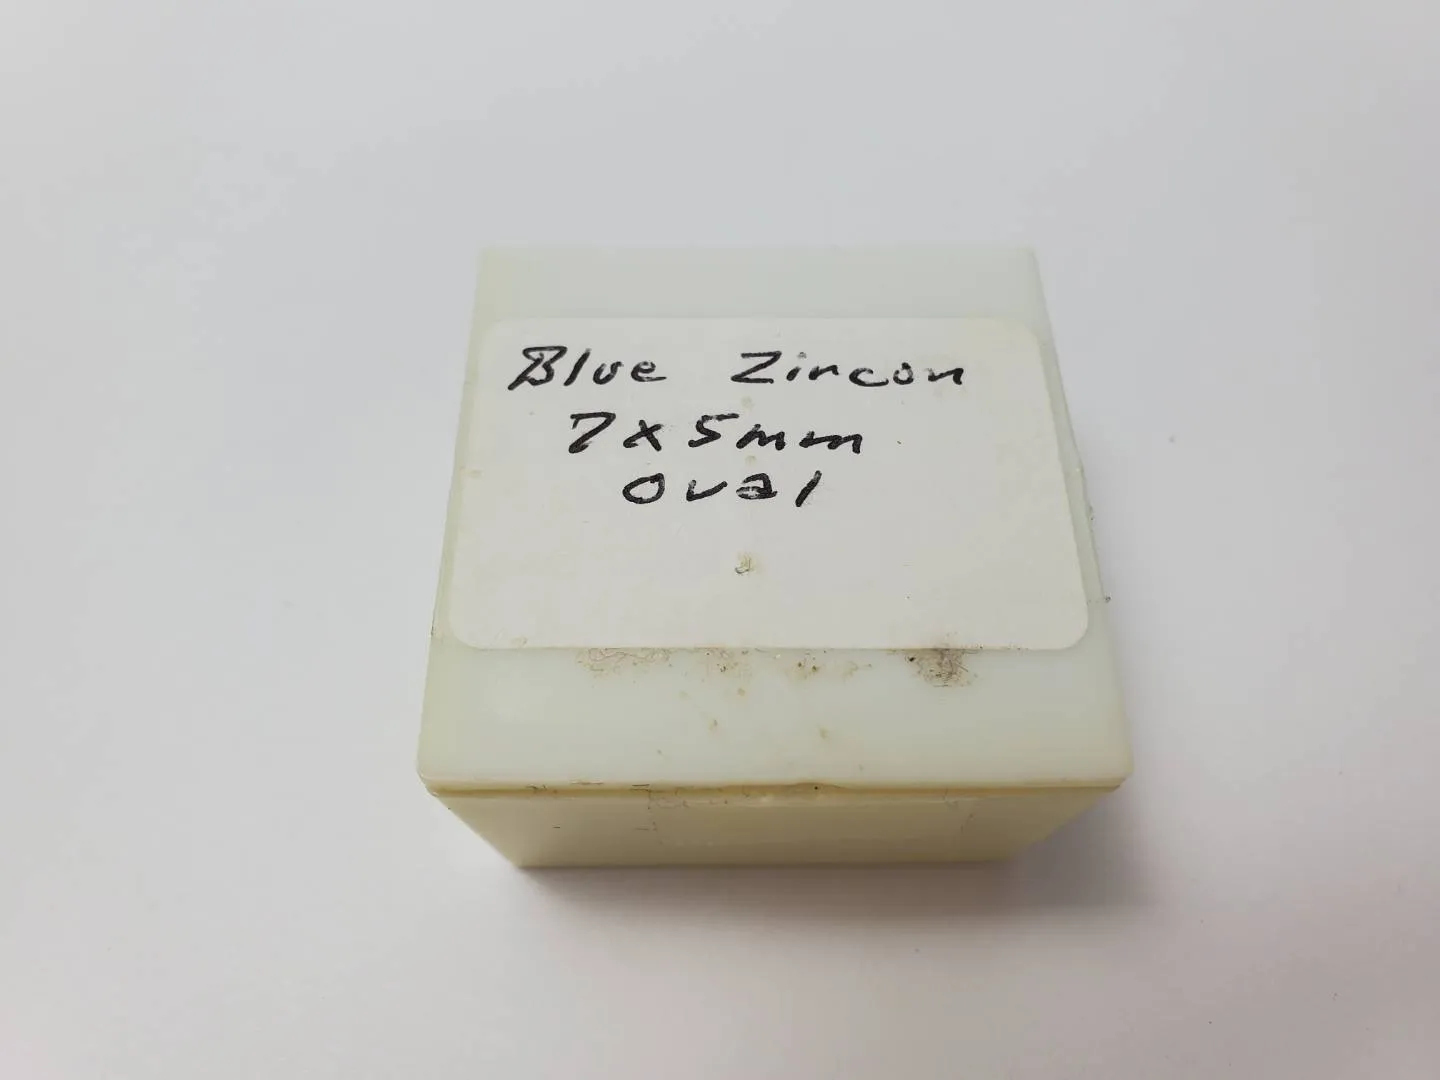 Blue Zircon
7x5mm
oval